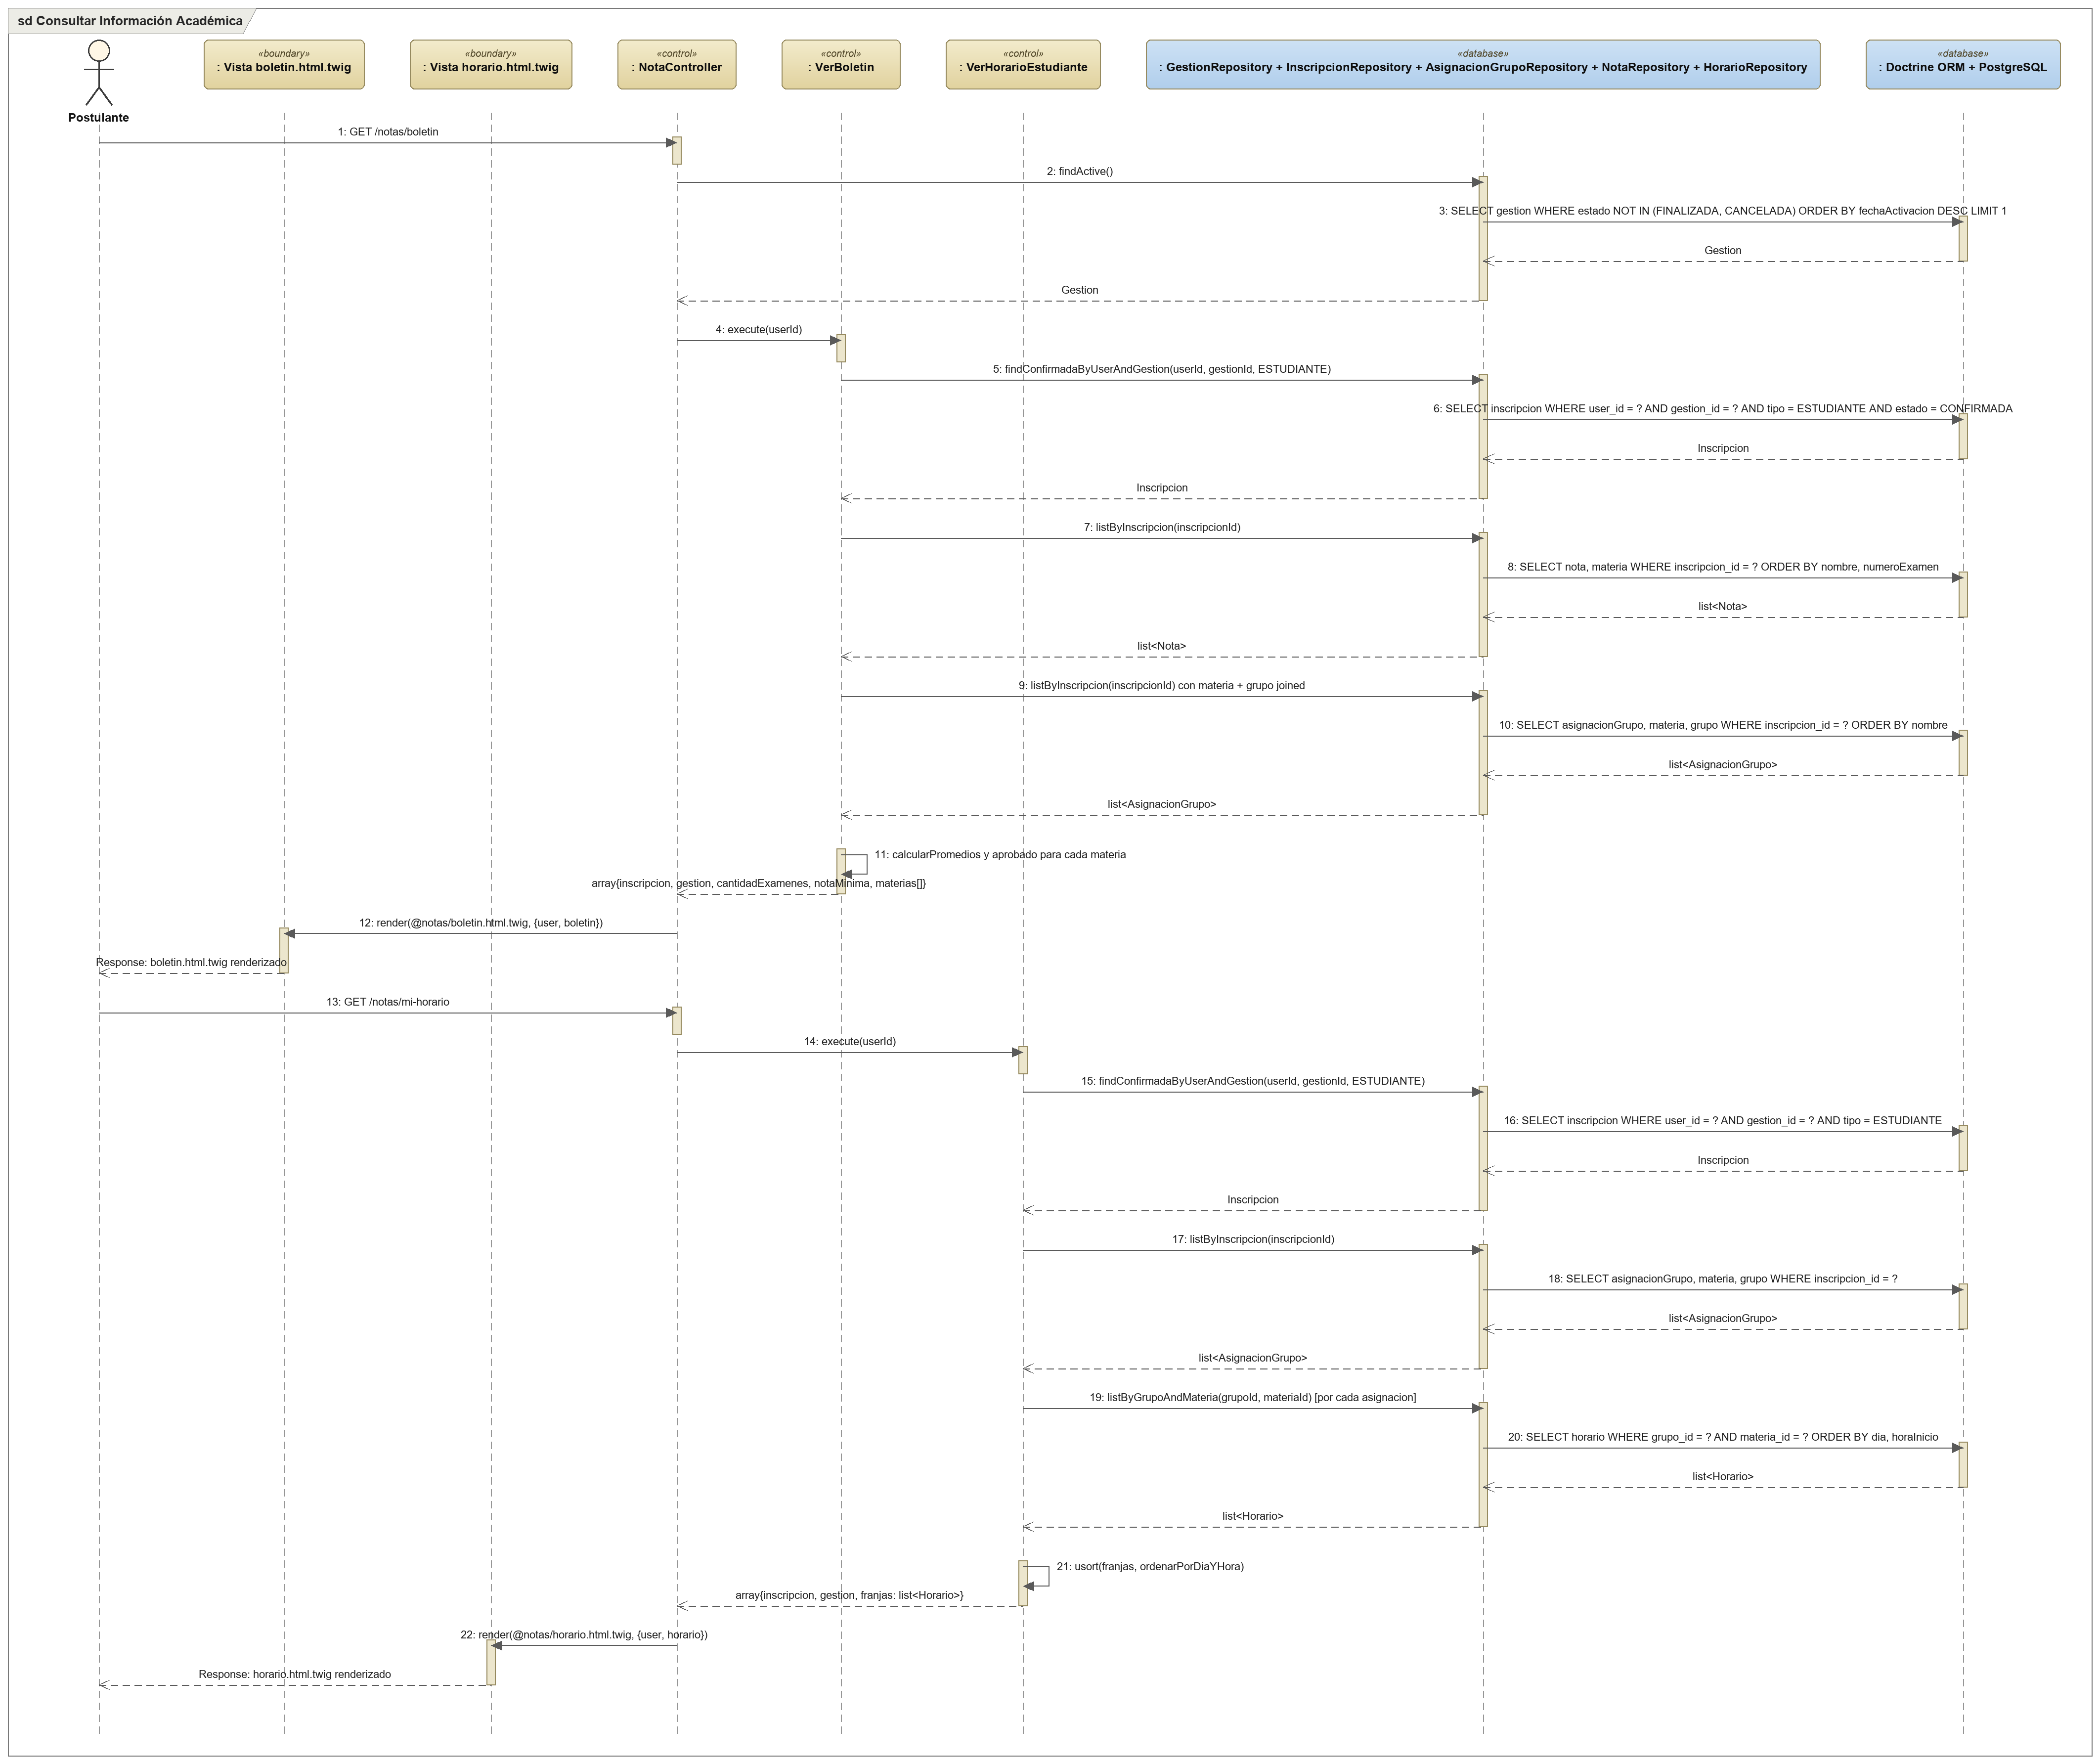 sd Consultar Información Académica
Postulante
«boundary»
: Vista boletin.html.twig
«boundary»
: Vista horario.html.twig
«control»
: NotaController
«control»
: VerBoletin
«control»
: VerHorarioEstudiante
«database»
: GestionRepository + InscripcionRepository + AsignacionGrupoRepository + NotaRepository + HorarioRepository
«database»
: Doctrine ORM + PostgreSQL
1: GET /notas/boletin
2: findActive()
3: SELECT gestion WHERE estado NOT IN (FINALIZADA, CANCELADA) ORDER BY fechaActivacion DESC LIMIT 1
Gestion
Gestion
4: execute(userId)
5: findConfirmadaByUserAndGestion(userId, gestionId, ESTUDIANTE)
6: SELECT inscripcion WHERE user_id = ? AND gestion_id = ? AND tipo = ESTUDIANTE AND estado = CONFIRMADA
Inscripcion
Inscripcion
7: listByInscripcion(inscripcionId)
8: SELECT nota, materia WHERE inscripcion_id = ? ORDER BY nombre, numeroExamen
list<Nota>
list<Nota>
9: listByInscripcion(inscripcionId) con materia + grupo joined
10: SELECT asignacionGrupo, materia, grupo WHERE inscripcion_id = ? ORDER BY nombre
list<AsignacionGrupo>
list<AsignacionGrupo>
11: calcularPromedios y aprobado para cada materia
array{inscripcion, gestion, cantidadExamenes, notaMinima, materias[]}
12: render(@notas/boletin.html.twig, {user, boletin})
Response: boletin.html.twig renderizado
13: GET /notas/mi-horario
14: execute(userId)
15: findConfirmadaByUserAndGestion(userId, gestionId, ESTUDIANTE)
16: SELECT inscripcion WHERE user_id = ? AND gestion_id = ? AND tipo = ESTUDIANTE
Inscripcion
Inscripcion
17: listByInscripcion(inscripcionId)
18: SELECT asignacionGrupo, materia, grupo WHERE inscripcion_id = ?
list<AsignacionGrupo>
list<AsignacionGrupo>
19: listByGrupoAndMateria(grupoId, materiaId) [por cada asignacion]
20: SELECT horario WHERE grupo_id = ? AND materia_id = ? ORDER BY dia, horaInicio
list<Horario>
list<Horario>
21: usort(franjas, ordenarPorDiaYHora)
array{inscripcion, gestion, franjas: list<Horario>}
22: render(@notas/horario.html.twig, {user, horario})
Response: horario.html.twig renderizado